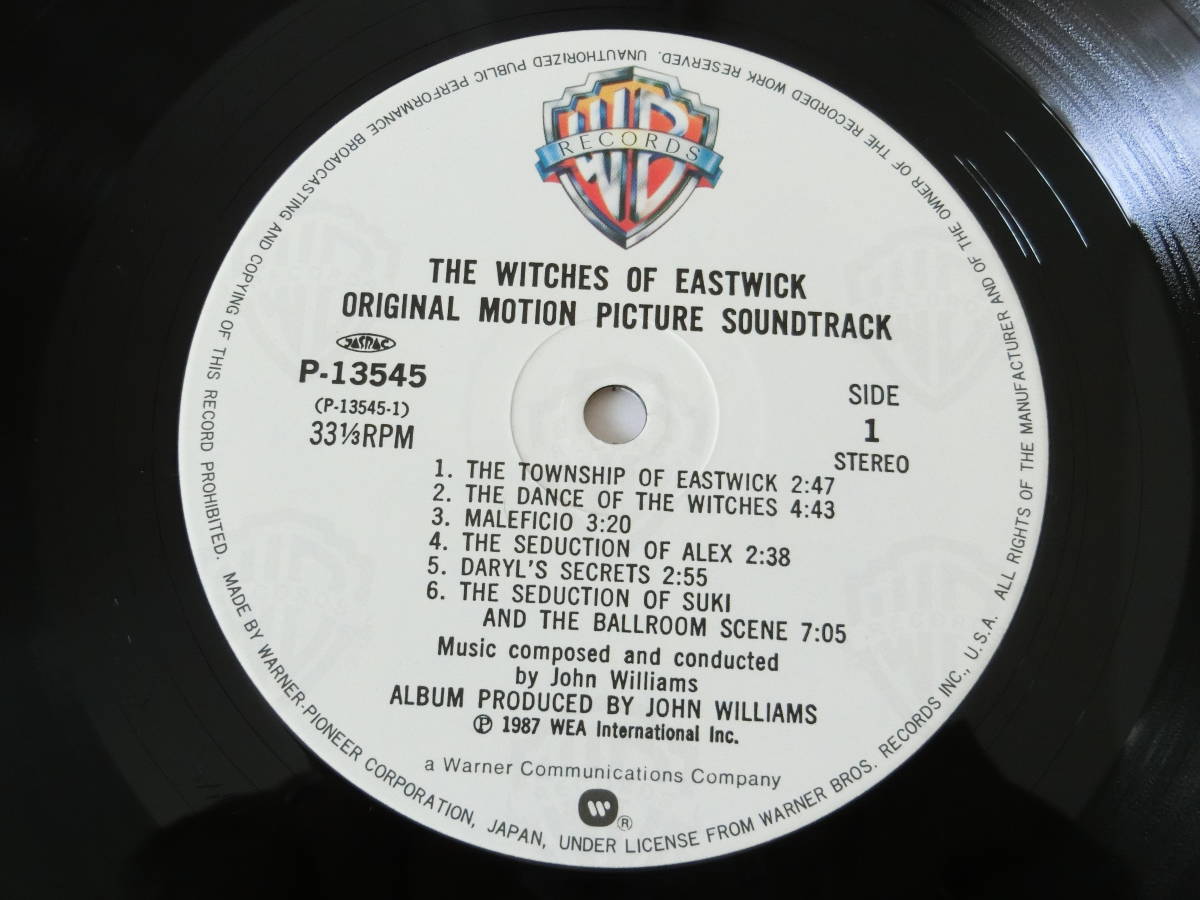 WB
RECORDS
THE WITCHES OF EASTWICK
ORIGINAL MOTION PICTURE SOUNDTRACK
JASRAC
P-13545
(P-13545-1)
33⅓RPM
SIDE
1
STEREO
1. THE TOWNSHIP OF EASTWICK 2:47
2. THE DANCE OF THE WITCHES 4:43
3. MALEFICIO 3:20
4. THE SEDUCTION OF ALEX 2:38
5. DARYL'S SECRETS 2:55
6. THE SEDUCTION OF SUKI
AND THE BALLROOM SCENE 7:05
Music composed and conducted
by John Williams
ALBUM PRODUCED BY JOHN WILLIAMS
℗ 1987 WEA International Inc.
a Warner Communications Company
W ®
MADE BY WARNER-PIONEER CORPORATION, JAPAN, UNDER LICENSE FROM WARNER BROS. RECORDS INC., U.S.A. ALL RIGHTS OF THE MANUFACTURER AND OF THE OWNER OF THE RECORDED WORK RESERVED. UNAUTHORIZED PUBLIC PERFORMANCE BROADCASTING AND COPYING OF THIS RECORD PROHIBITED.